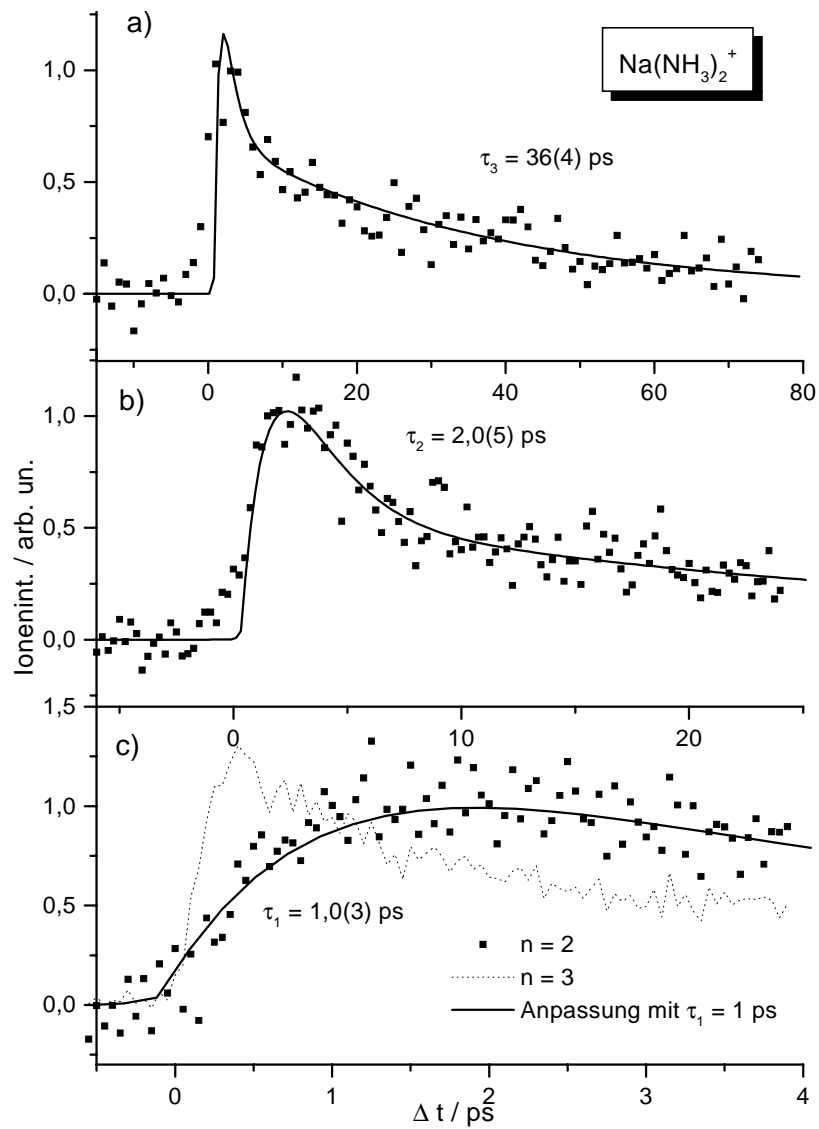 a)
Na(NH₃)₂⁺
τ₃ = 36(4) ps
1,0
0,5
0,0
0 20 40 60 80
b)
τ₂ = 2,0(5) ps
1,0
0,5
0,0
0 10 20
Ionenint. / arb. un.
c)
1,5
1,0
0,5
0,0
τ₁ = 1,0(3) ps
n = 2
n = 3
Anpassung mit τ₁ = 1 ps
0 1 2 3 4
Δ t / ps